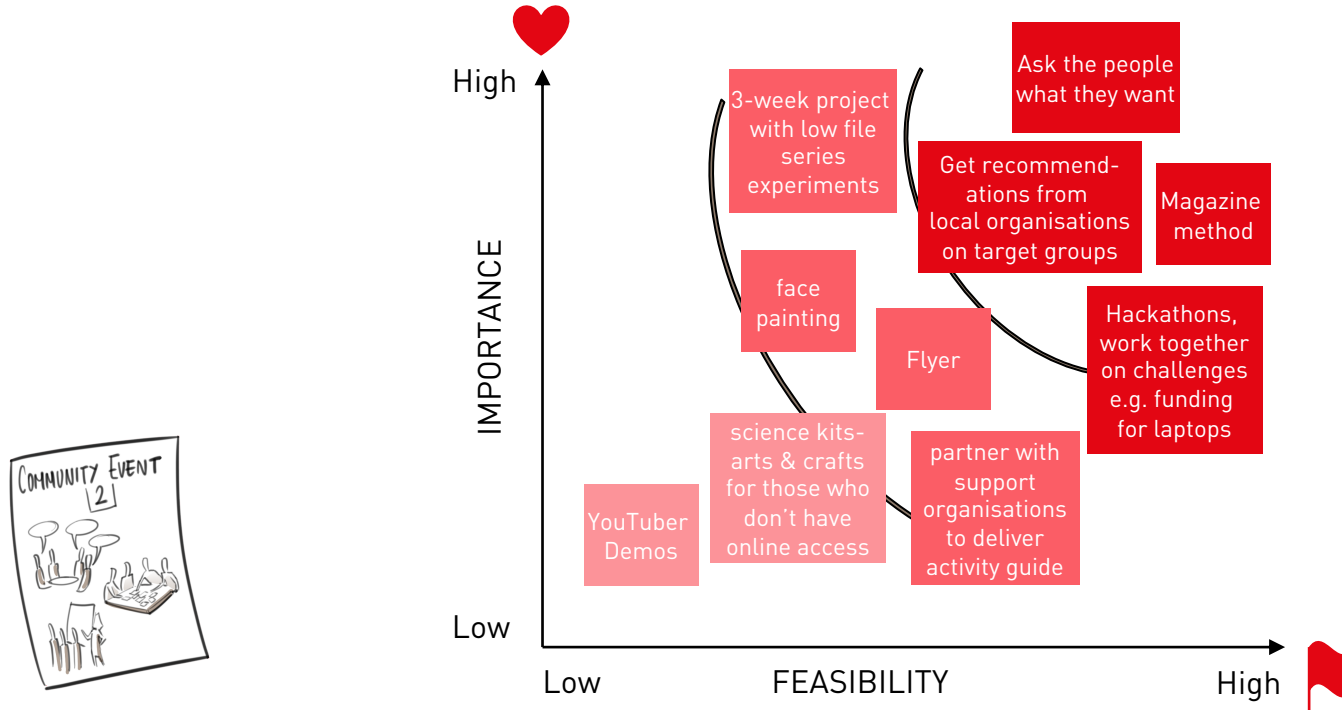 High
Ask the people
what they want
3-week project
with low file
series
experiments
Get recommend-
ations from
local organisations
on target groups
Magazine
method
IMPORTANCE
face
painting
Flyer
Hackathons,
work together
on challenges
e.g. funding
for laptops
science kits-
arts & crafts
for those who
don't have
online access
partner with
support
organisations
to deliver
activity guide
YouTuber
Demos
COMMUNITY EVENT
2
Low
Low
FEASIBILITY
High